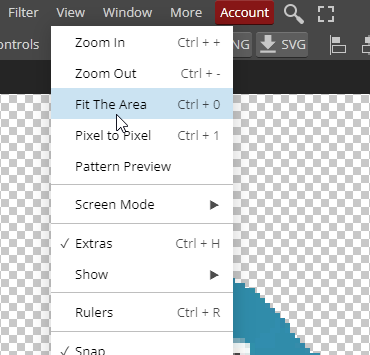 Filter View Window More Account
ontrols NG SVG
Zoom In Ctrl + +
Zoom Out Ctrl + -
Fit The Area Ctrl + 0
Pixel to Pixel Ctrl + 1
Pattern Preview
Screen Mode ▶
✓ Extras Ctrl + H
Show ▶
Rulers Ctrl + R
✓ Snap